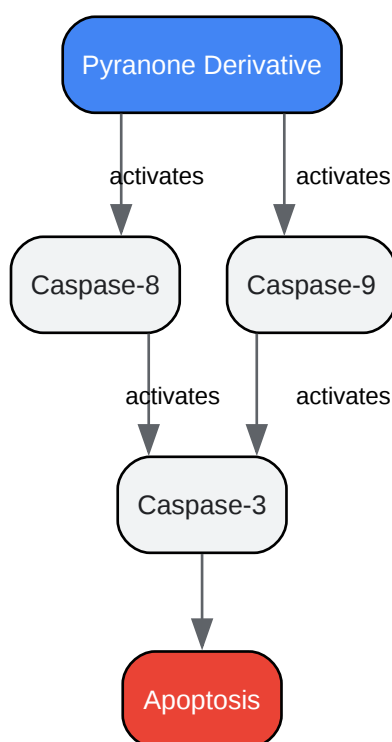 Pyranone Derivative
activates
activates
Caspase-8
Caspase-9
activates
activates
Caspase-3
Apoptosis